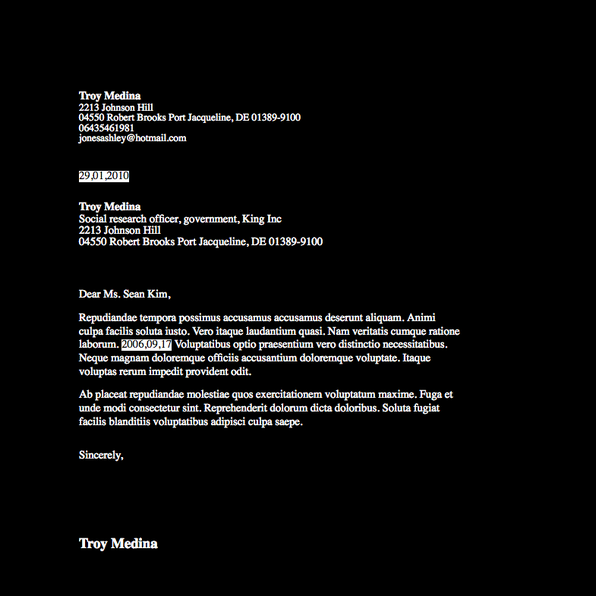 Troy Medina
2213 Johnson Hill
04550 Robert Brooks Port Jacqueline, DE 01389-9100
06435461981
jonesashley@hotmail.com
29,01,2010
Troy Medina
Social research officer, government, King Inc
2213 Johnson Hill
04550 Robert Brooks Port Jacqueline, DE 01389-9100
Dear Ms. Sean Kim,
Repudiandae tempora possimus accusamus accusamus deserunt aliquam. Animi
culpa facilis soluta iusto. Vero itaque laudantium quasi. Nam veritatis cumque ratione
laborum. 2006,09,17 Voluptatibus optio praesentium vero distinctio necessitatibus.
Neque magnam doloremque officiis accusantium doloremque voluptate. Itaque
voluptas rerum impedit provident odit.
Ab placeat repudiandae molestiae quos exercitationem voluptatum maxime. Fuga et
unde modi consectetur sint. Reprehenderit dolorum dicta doloribus. Soluta fugiat
facilis blanditiis voluptatibus adipisci culpa saepe.
Sincerely,
Troy Medina